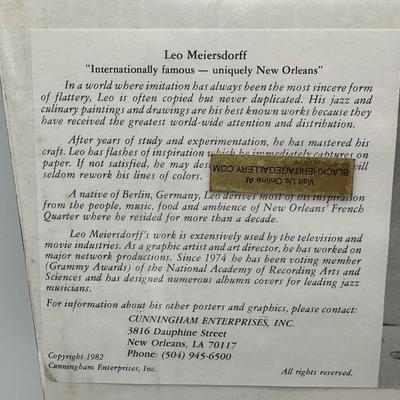 Leo Meiersdorff
"Internationally famous — uniquely New Orleans"
In a world where imitation has always been the most sincere form
of flattery, Leo is often copied but never duplicated. His jazz and
culinary paintings and drawings are his best known works because they
have received the greatest world-wide attention and distribution.
After years of study and experimentation, he has mastered his
craft. Leo has flashes of inspiration which he immediately captures on
paper. If not satisfied, he may des will
seldom rework his lines of colors.
Visit Us Online At
BLACKHERITAGEGALLERY.COM
A native of Berlin, Germany, Leo derives most of his inspiration
from the people, music, food and ambience of New Orleans' French
Quarter where he resided for more than a decade.
Leo Meiersdorff's work is extensively used by the television and
movie industries. As a graphic artist and art director, he has worked on
major network productions. Since 1974 he has been voting member
(Grammy Awards) of the National Academy of Recording Arts and
Sciences and has designed numerous albumn covers for leading jazz
musicians.
For information about his other posters and graphics, please contact:
CUNNINGHAM ENTERPRISES, INC.
3816 Dauphine Street
New Orleans, LA 70117
Phone: (504) 945-6500
Copyright 1982
Cunningham Enterprises, Inc.
All rights reserved.